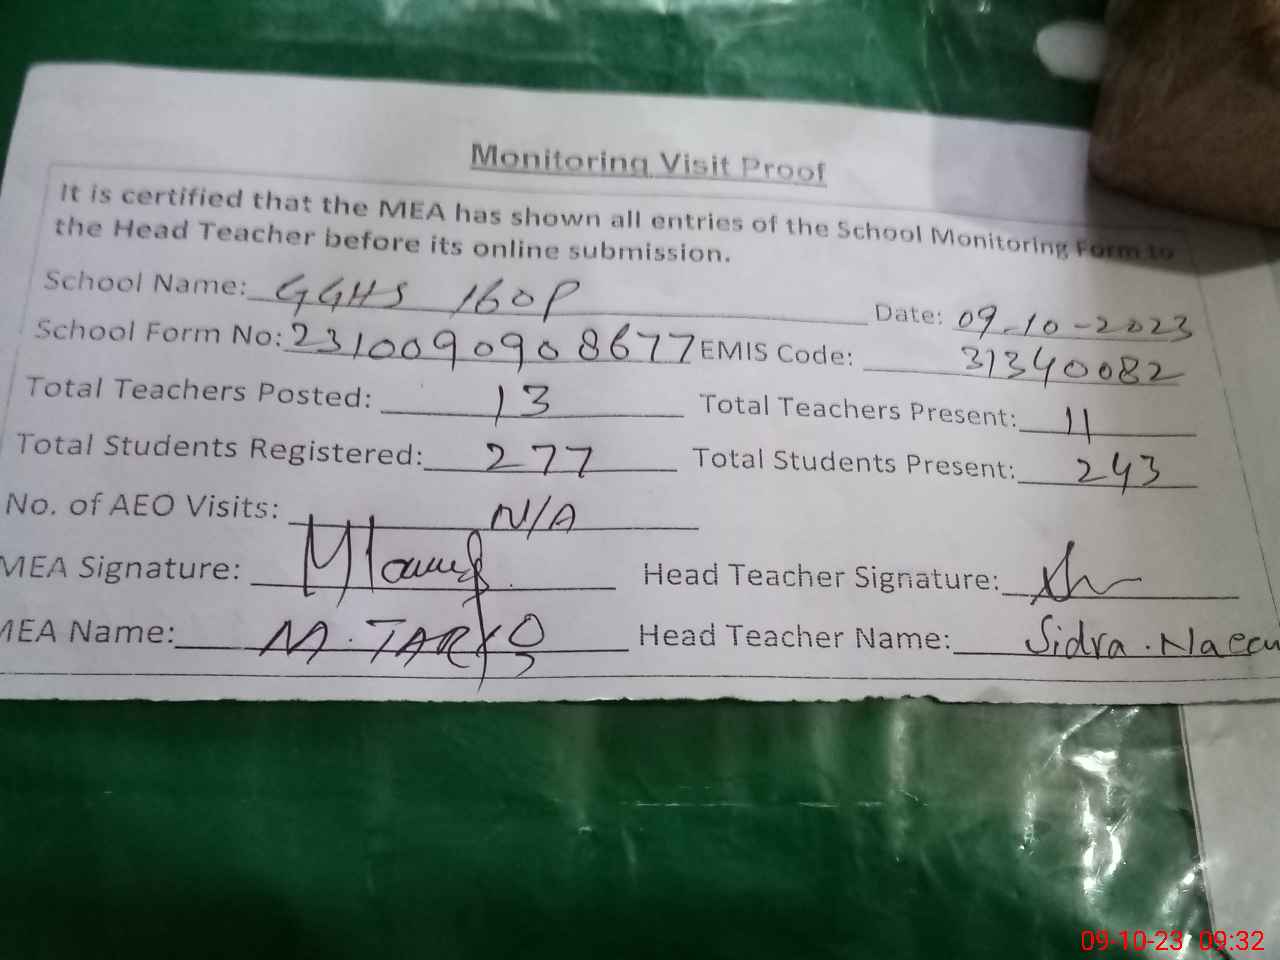 Monitoring Visit Proof
It is certified that the MEA has shown all entries of the School Monitoring Form to
the Head Teacher before its online submission.
School Name: GGHS 160P Date: 09-10-2023
School Form No: 231009090908677 EMIS Code: 31340082
Total Teachers Posted: 13 Total Teachers Present: 11
Total Students Registered: 277 Total Students Present: 243
No. of AEO Visits: N/A
MEA Signature: Head Teacher Signature:
MEA Name: M. Head Teacher Name: Sidra.
09-10-23 09:32